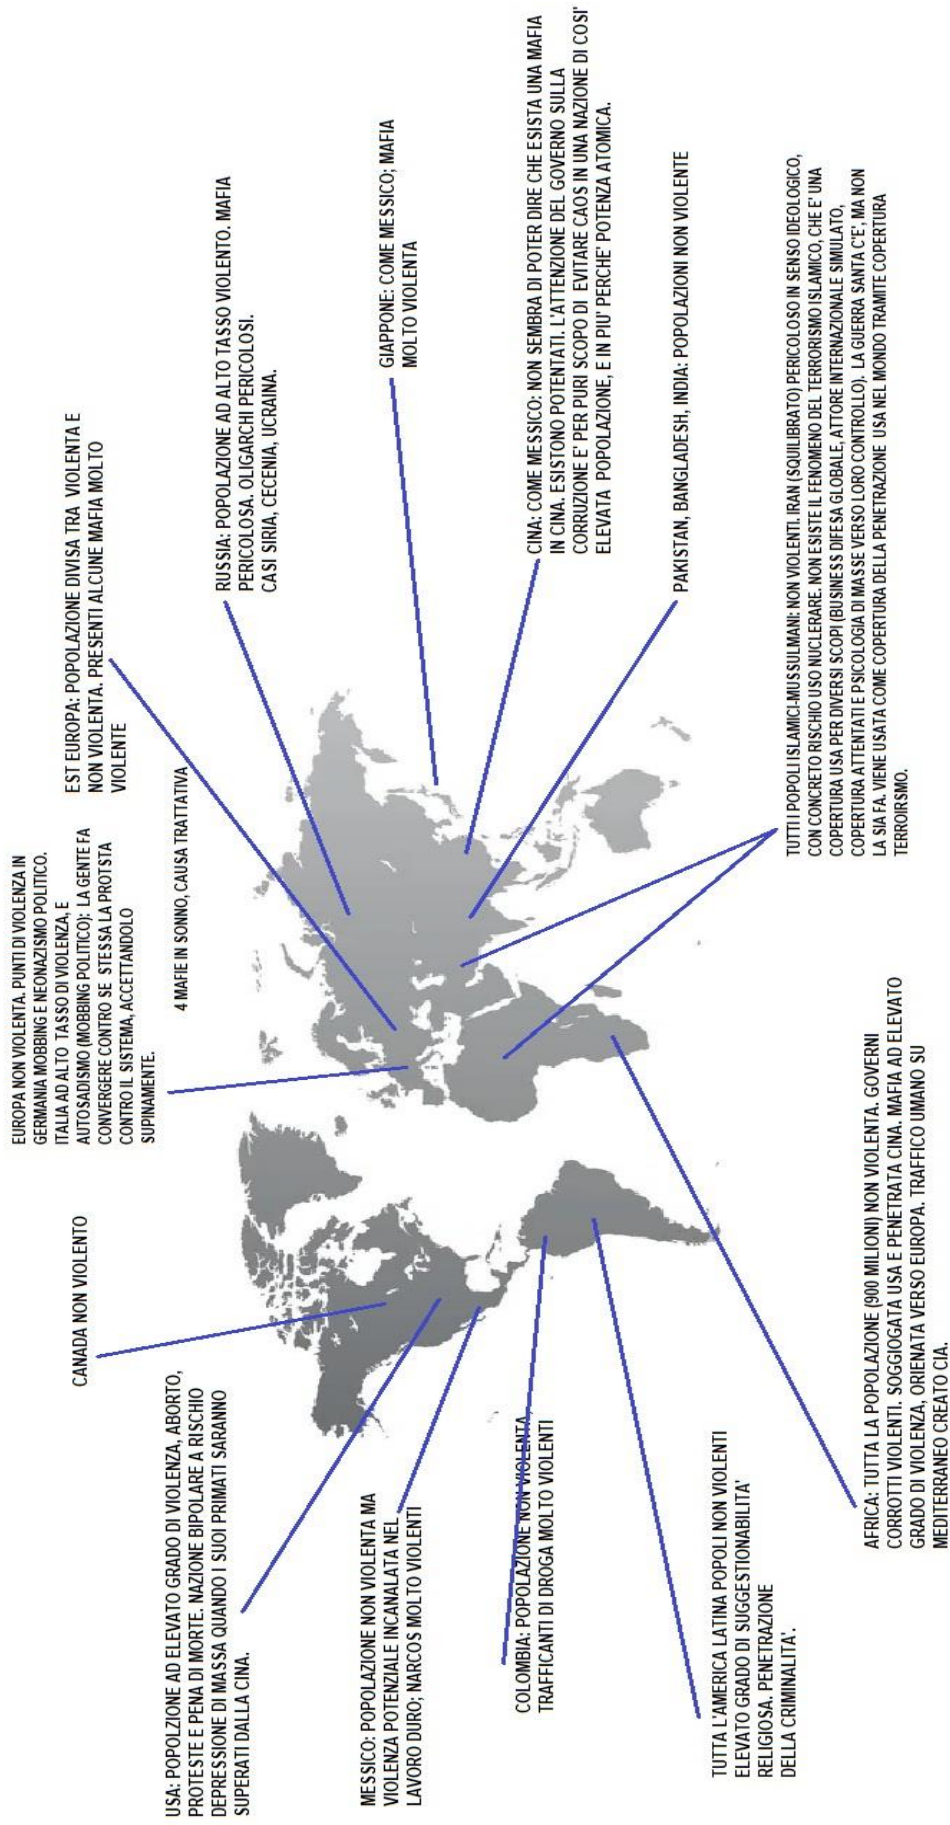 EUROPA NON VIOLENTA. PUNTI DI VIOLENZA IN
GERMANIA MOBBING E NEONAZISMO POLITICO.
ITALIA AD ALTO TASSO DI VIOLENZA, E
AUTOSADISMO (MOBBING POLITICO): LA GENTE FA
CONVERGERE CONTRO SE STESSA LA PROTSTA
CONTRO IL SISTEMA, ACCETTANDOLO
SUPINAMENTE.
EST EUROPA: POPOLAZIONE DIVISA TRA VIOLENTA E
NON VIOLENTA. PRESENTI ALCUNE MAFIA MOLTO
VIOLENTE
4 MAFIE IN SONNO, CAUSA TRATTATIVA
CANADA NON VIOLENTO
RUSSIA: POPOLAZIONE AD ALTO TASSO VIOLENTO. MAFIA
PERICOLOSA. OLIGARCHI PERICOLOSI.
CASI SIRIA, CECENIA, UCRAINA.
USA: POPOLZIONE AD ELEVATO GRADO DI VIOLENZA, ABORTO,
PROTESTE E PENA DI MORTE. NAZIONE BIPOLARE A RISCHIO
DEPRESSIONE DI MASSA QUANDO I SUOI PRIMATI SARANNO
SUPERATI DALLA CINA.
GIAPPONE: COME MESSICO; MAFIA
MOLTO VIOLENTA
MESSICO: POPOLAZIONE NON VIOLENTA MA
VIOLENZA POTENZIALE INCANALATA NEL
LAVORO DURO; NARCOS MOLTO VIOLENTI
CINA: COME MESSICO: NON SEMBRA DI POTER DIRE CHE ESISTA UNA MAFIA
IN CINA. ESISTONO POTENTATI. L'ATTENZIONE DEL GOVERNO SULLA
CORRUZIONE E' PER PURI SCOPO DI EVITARE CAOS IN UNA NAZIONE DI COSI'
ELEVATA POPOLAZIONE, E IN PIU' PERCHE' POTENZA ATOMICA.
COLOMBIA: POPOLAZIONE NON VIOLENTA,
TRAFFICANTI DI DROGA MOLTO VIOLENTI
PAKISTAN, BANGLADESH, INDIA: POPOLAZIONI NON VIOLENTE
TUTTA L'AMERICA LATINA POPOLI NON VIOLENTI
ELEVATO GRADO DI SUGGESTIONABILITA'
RELIGIOSA. PENETRAZIONE
DELLA CRIMINALITA'.
TUTTI I POPOLI ISLAMICI-MUSSULMANI: NON VIOLENTI. IRAN (SQUILIBRATO) PERICOLOSO IN SENSO IDEOLOGICO,
CON CONCRETO RISCHIO USO NUCLERARE. NON ESISTE IL FENOMENO DEL TERRORISMO ISLAMICO, CHE E' UNA
COPERTURA USA PER DIVERSI SCOPI (BUSINESS DIFESA GLOBALE, ATTORE INTERNAZIONALE SIMULATO,
COPERTURA ATTENTATI E PSICOLOGIA DI MASSE VERSO LORO CONTROLLO). LA GUERRA SANTA C'E', MA NON
LA SIA FA. VIENE USATA COME COPERTURA DELLA PENETRAZIONE USA NEL MONDO TRAMITE COPERTURA
TERROIRSMO.
AFRICA: TUTTA LA POPOLAZIONE (900 MILIONI) NON VIOLENTA. GOVERNI
CORROTTI VIOLENTI. SOGGIOGATA USA E PENETRATA CINA. MAFIA AD ELEVATO
GRADO DI VIOLENZA, ORIENATA VERSO EUROPA. TRAFFICO UMANO SU
MEDITERRANEO CREATO CIA.